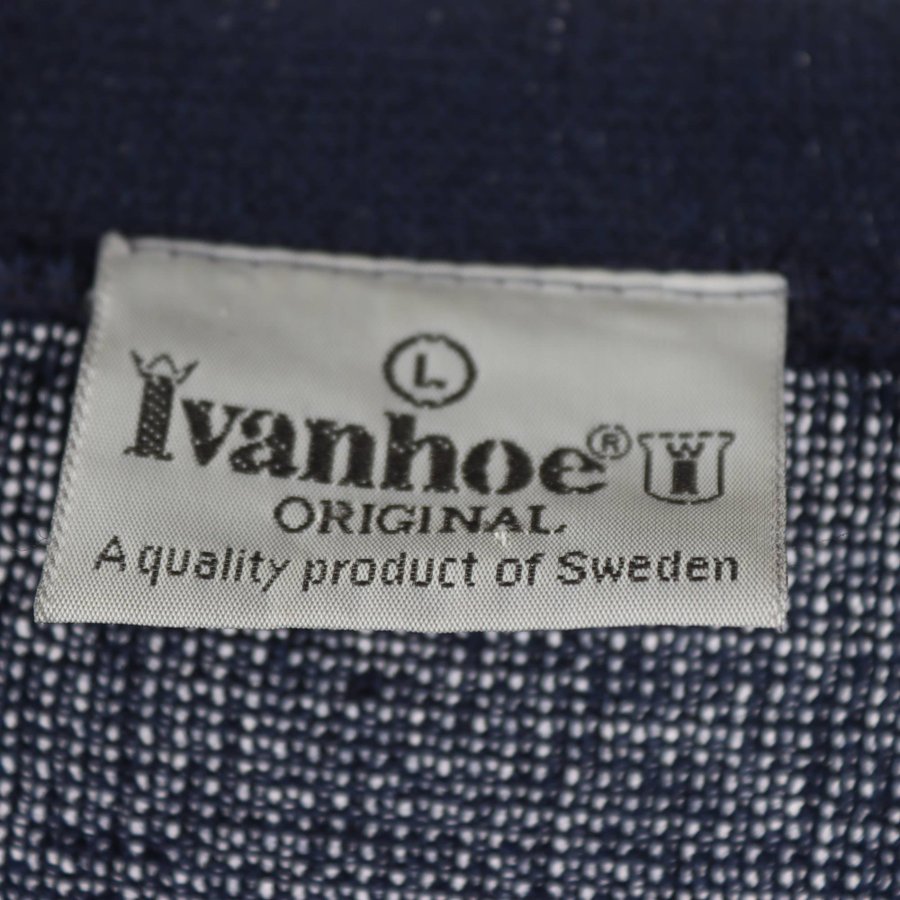 L
Ivanhoe®
ORIGINAL.
A quality product of Sweden